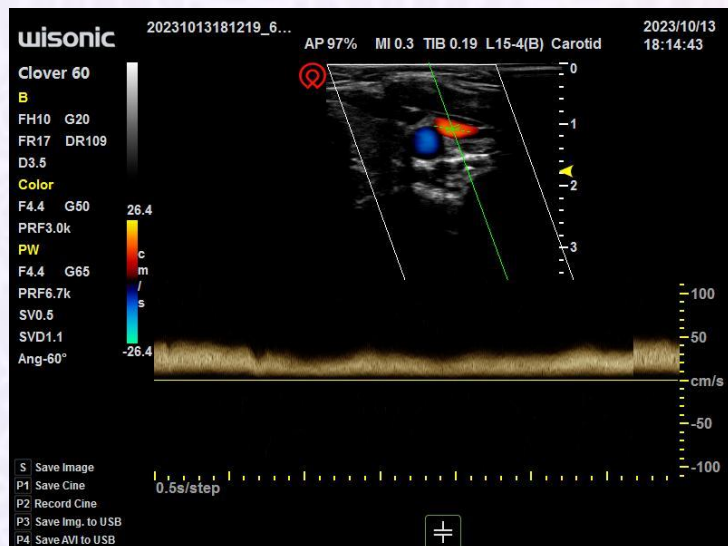 wisonic
20231013181219_6...
AP 97% MI 0.3 TIB 0.19 L15-4(B) Carotid
2023/10/13
18:14:43
Clover 60
B
FH10 G20
FR17 DR109
D3.5
Color
F4.4 G50
PRF3.0k
PW
F4.4 G65
PRF6.7k
SV0.5
SVD1.1
Ang-60°
26.4
c
m
/
s
-26.4
0
1
2
3
100
50
cm/s
-50
-100
0.5s/step
S Save Image
P1 Save Cine
P2 Record Cine
P3 Save Img. to USB
P4 Save AVI to USB